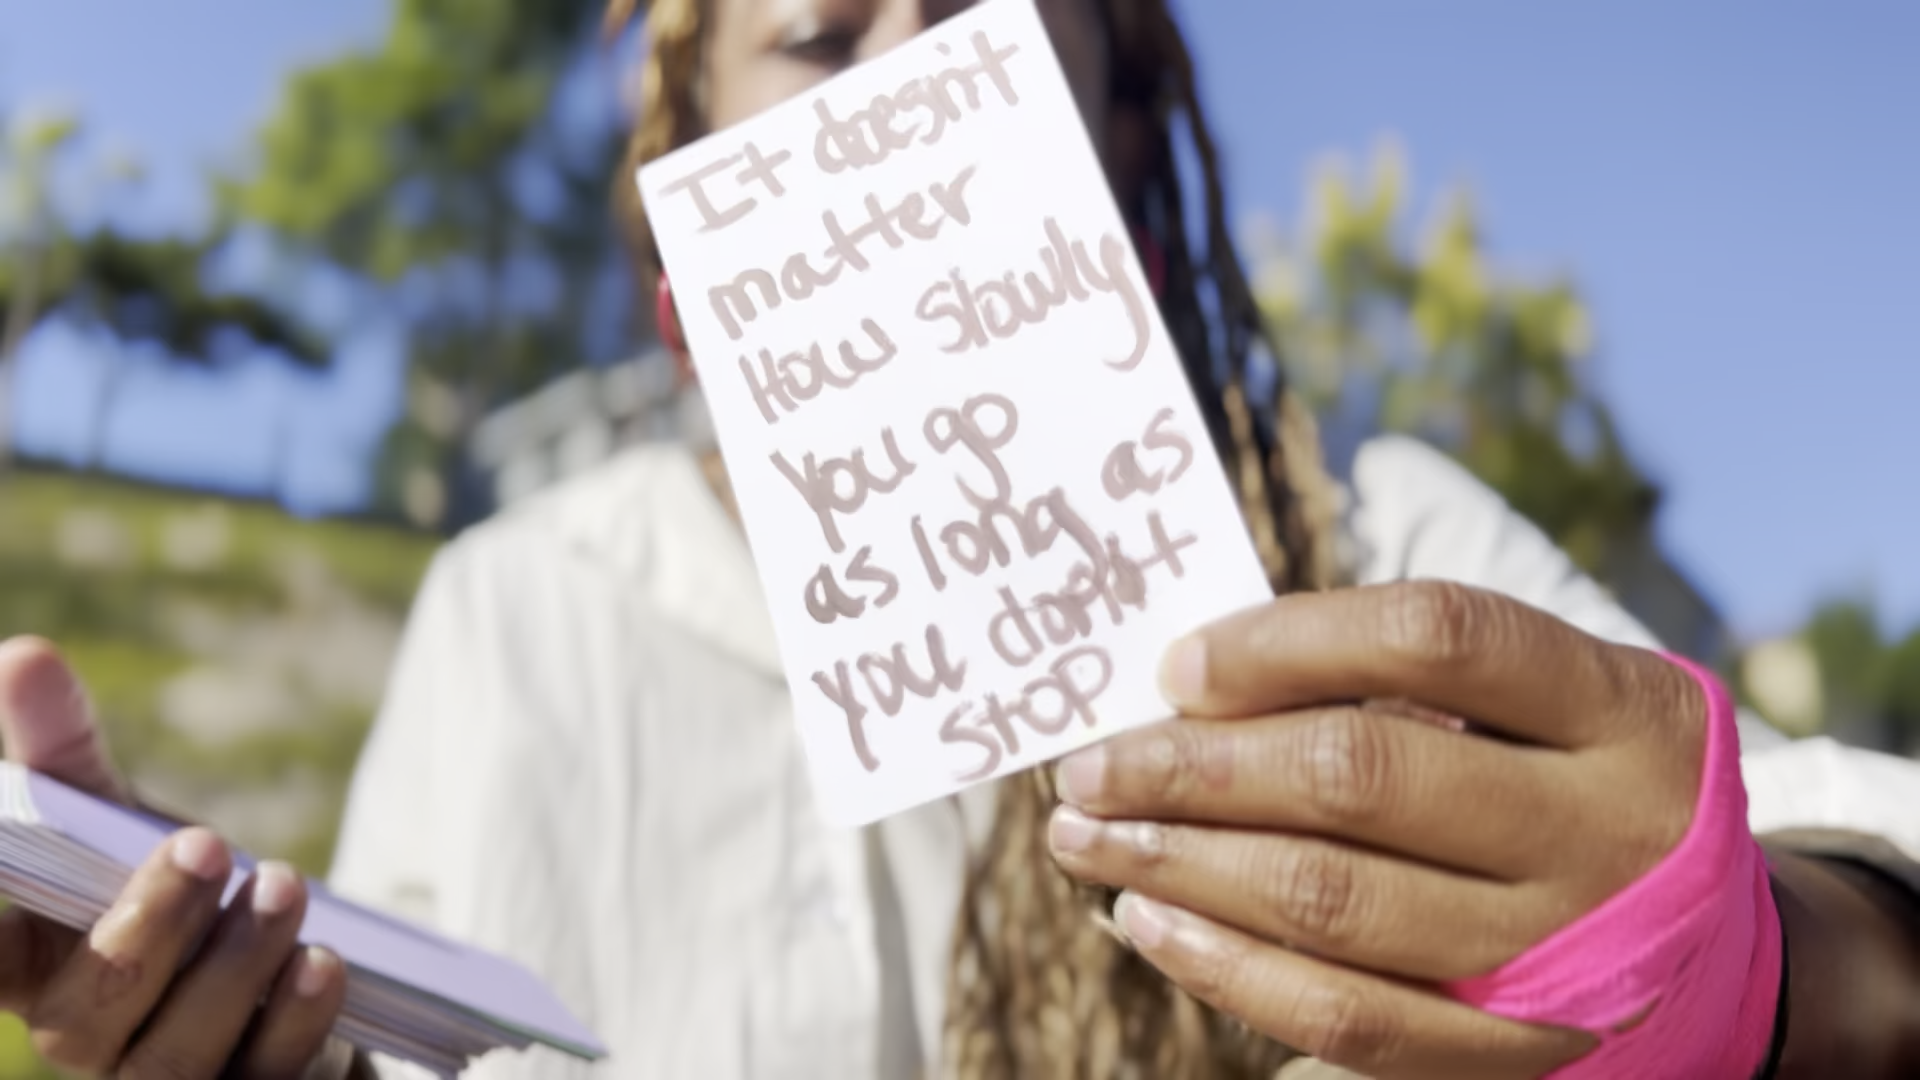 It doesn't
matter
How slowly
you go
as long as
you don't
stop